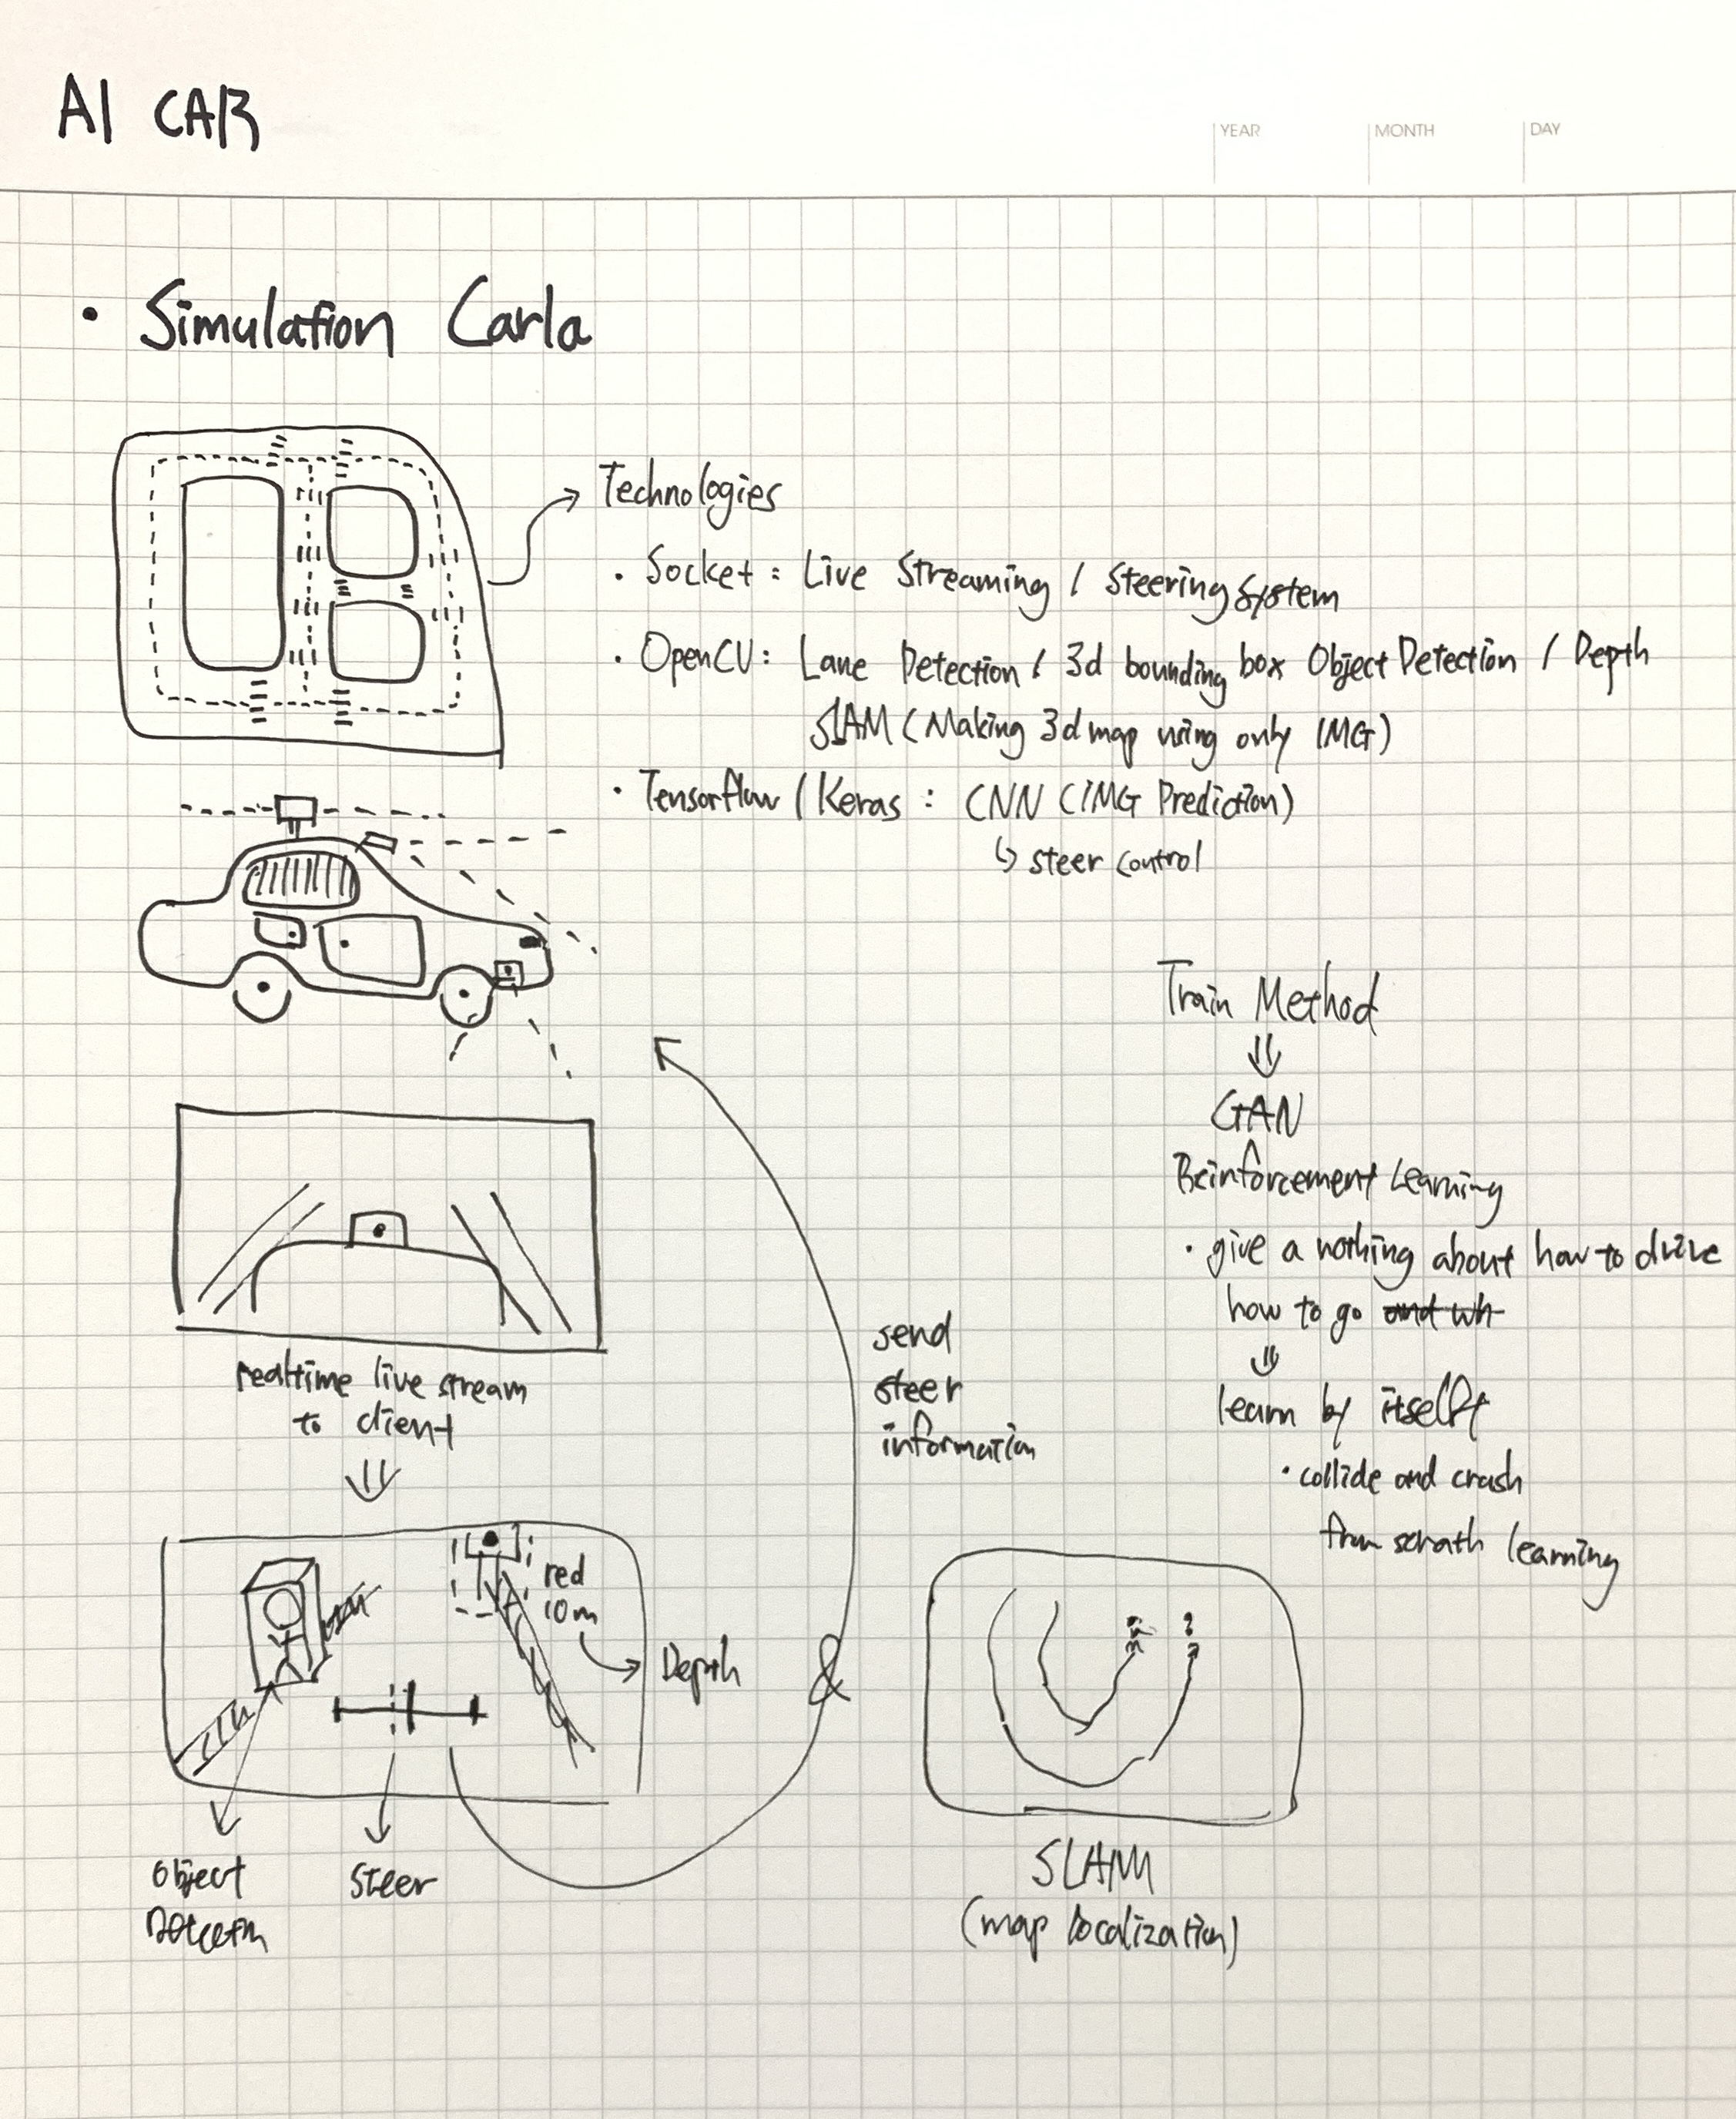 AI CAR
YEAR MONTH DAY
• Simulation Carla
Technologies
• Socket : Live Streaming / Steering System
• OpenCV : Lane Detection / 3d bounding box Object Detection / Depth
SLAM (Making 3d map using only IMG)
• Tensorflow / Keras : CNN (IMG Prediction)
↳ steer control
Train Method
⇓
GAN
Reinforcement Learning
• give a nothing about how to drive
how to go and wh
⇓
learn by itself
• collide and crash
from scrath learning
realtime live stream
to client
⇓
send
steer
information
&
red
10m
Depth
Object
Steer
SLAM
(map localization)